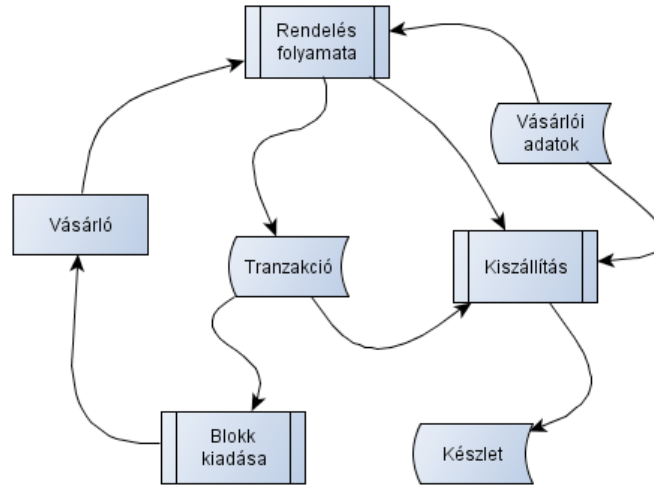 Rendelés
folyamata
Vásárlói
adatok
Vásárló
Tranzakció
Kiszállítás
Blokk
kiadása
Készlet